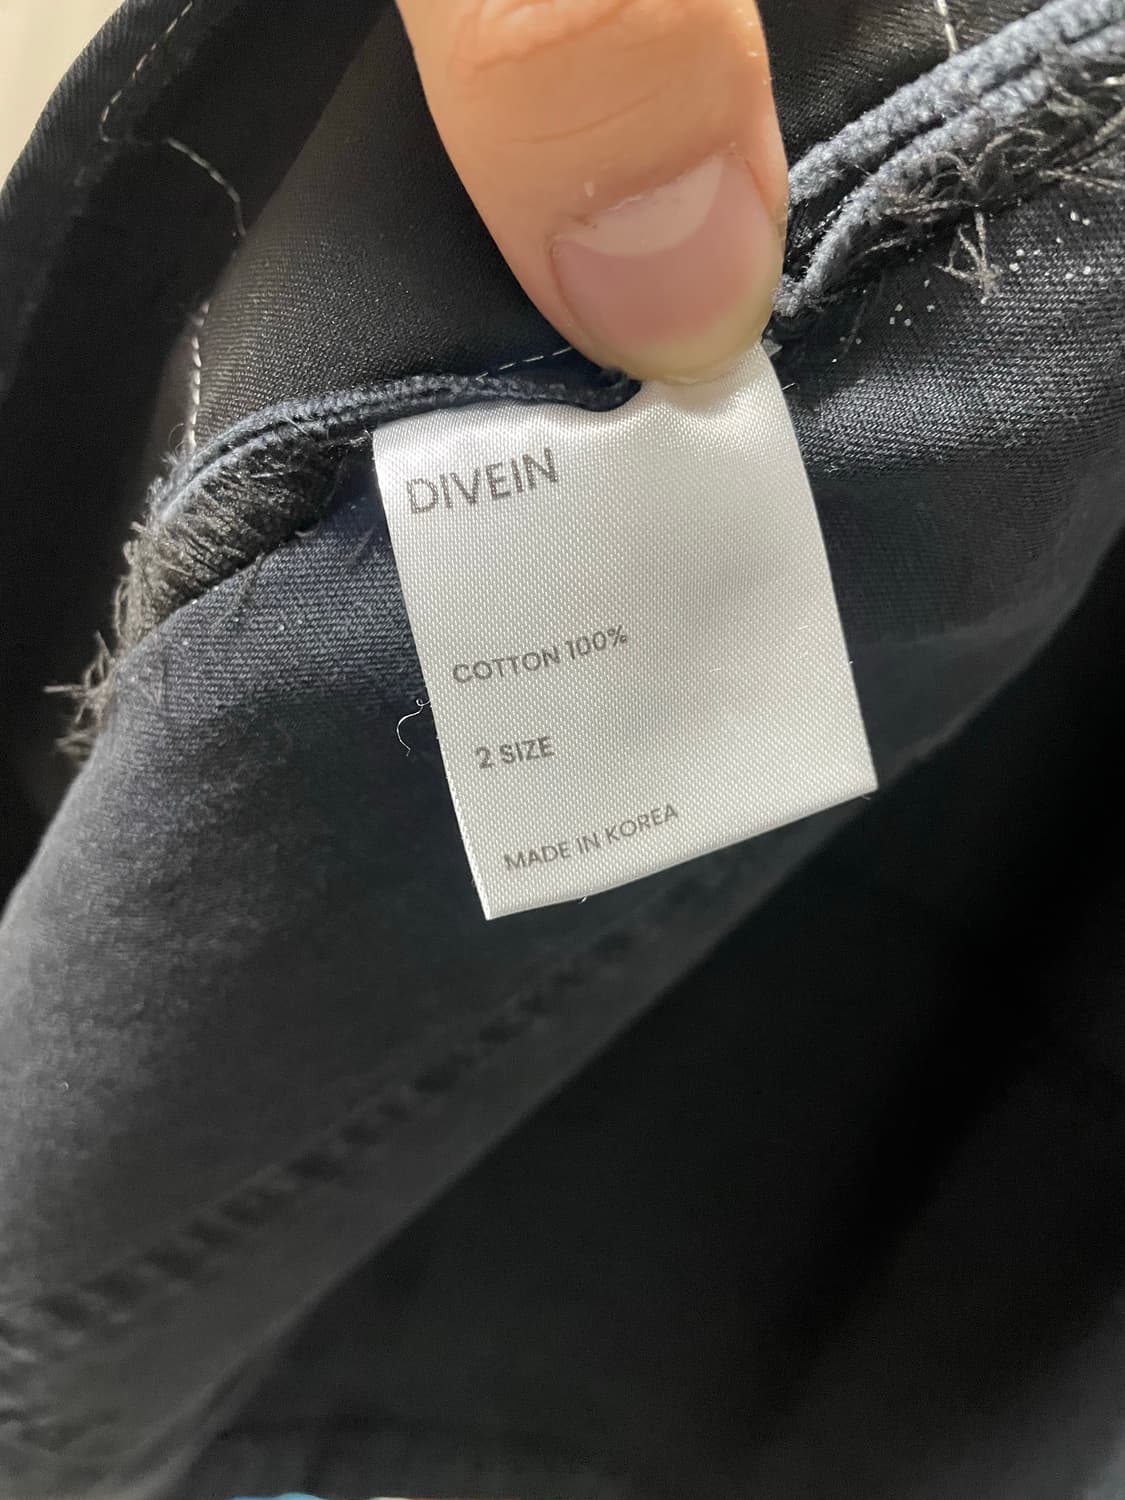 DIVEIN
COTTON 100%
2 SIZE
MADE IN KOREA